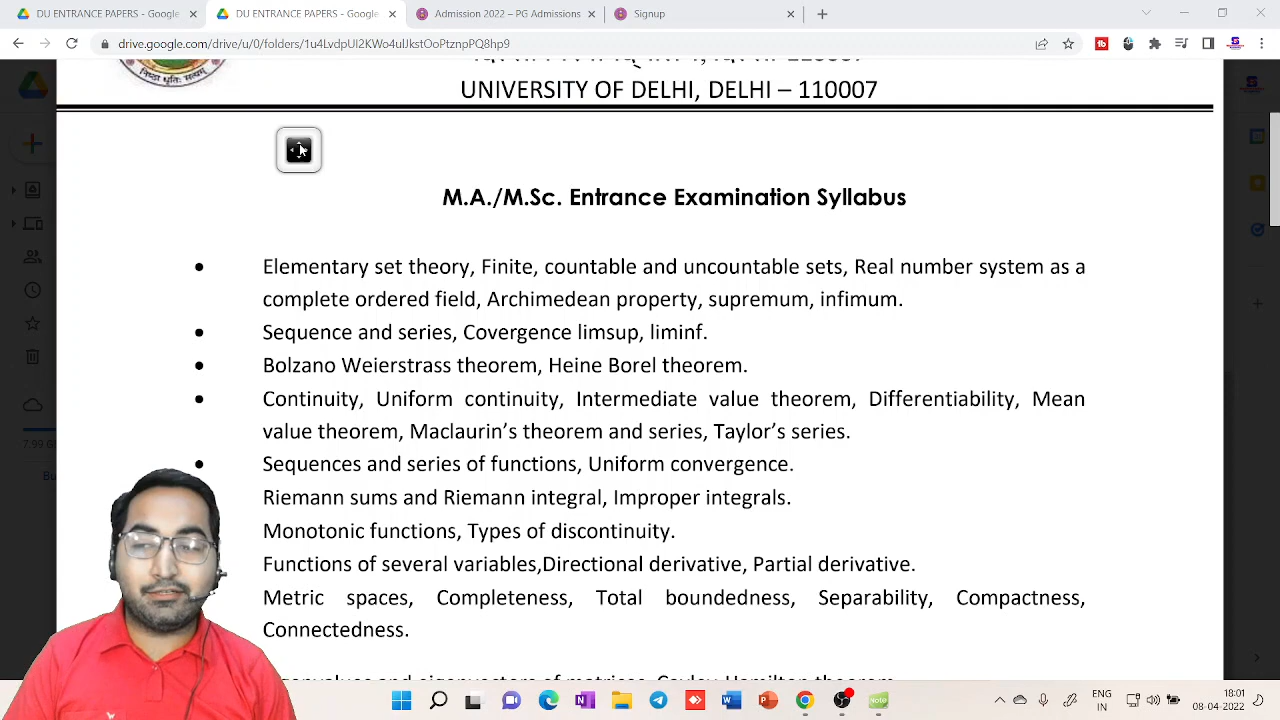 DU ENTRANCE PAPERS - Google
DU ENTRANCE PAPERS - Google
Admission 2022 – PG Admissions
Signup
drive.google.com/drive/u/0/folders/1u4LvdpUI2KWo4UkstOoPtznpPQ8hp9
निष्ठा धृतिः सत्यम्
UNIVERSITY OF DELHI, DELHI – 110007
M.A./M.Sc. Entrance Examination Syllabus
• Elementary set theory, Finite, countable and uncountable sets, Real number system as a
complete ordered field, Archimedean property, supremum, infimum.
• Sequence and series, Covergence limsup, liminf.
• Bolzano Weierstrass theorem, Heine Borel theorem.
• Continuity, Uniform continuity, Intermediate value theorem, Differentiability, Mean
value theorem, Maclaurin's theorem and series, Taylor's series.
• Sequences and series of functions, Uniform convergence.
Riemann sums and Riemann integral, Improper integrals.
Monotonic functions, Types of discontinuity.
Functions of several variables,Directional derivative, Partial derivative.
Metric spaces, Completeness, Total boundedness, Separability, Compactness,
Connectedness.
7.99 G
Bu
ENG
IN
18:01
08-04-2022